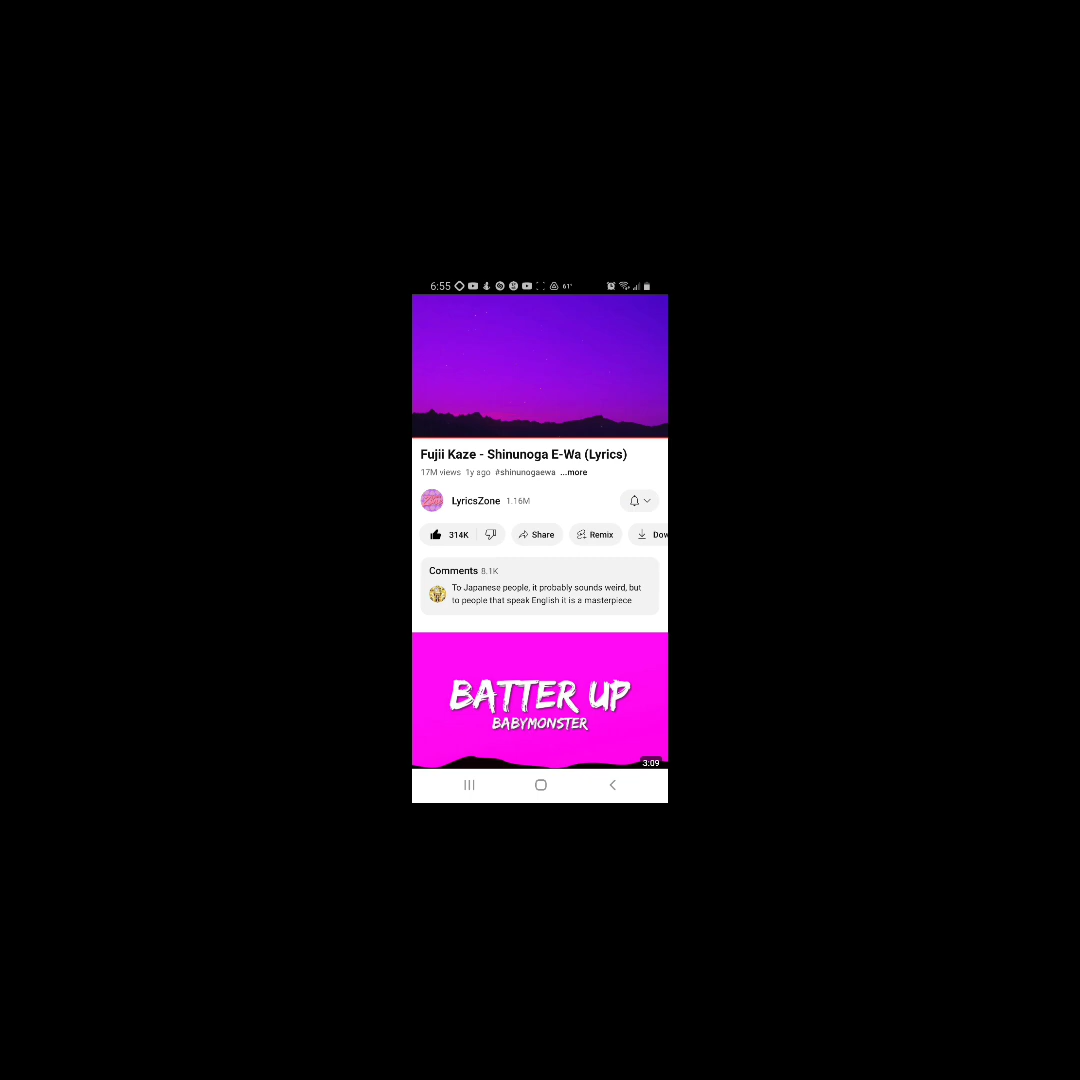 6:55 61°
Fujii Kaze - Shinunoga E-Wa (Lyrics)
17M views 1y ago #shinunogaewa ...more
LyricsZone 1.16M
314K Share Remix Dow
Comments 8.1K
To Japanese people, it probably sounds weird, but
to people that speak English it is a masterpiece
BATTER UP
BABYMONSTER
3:09